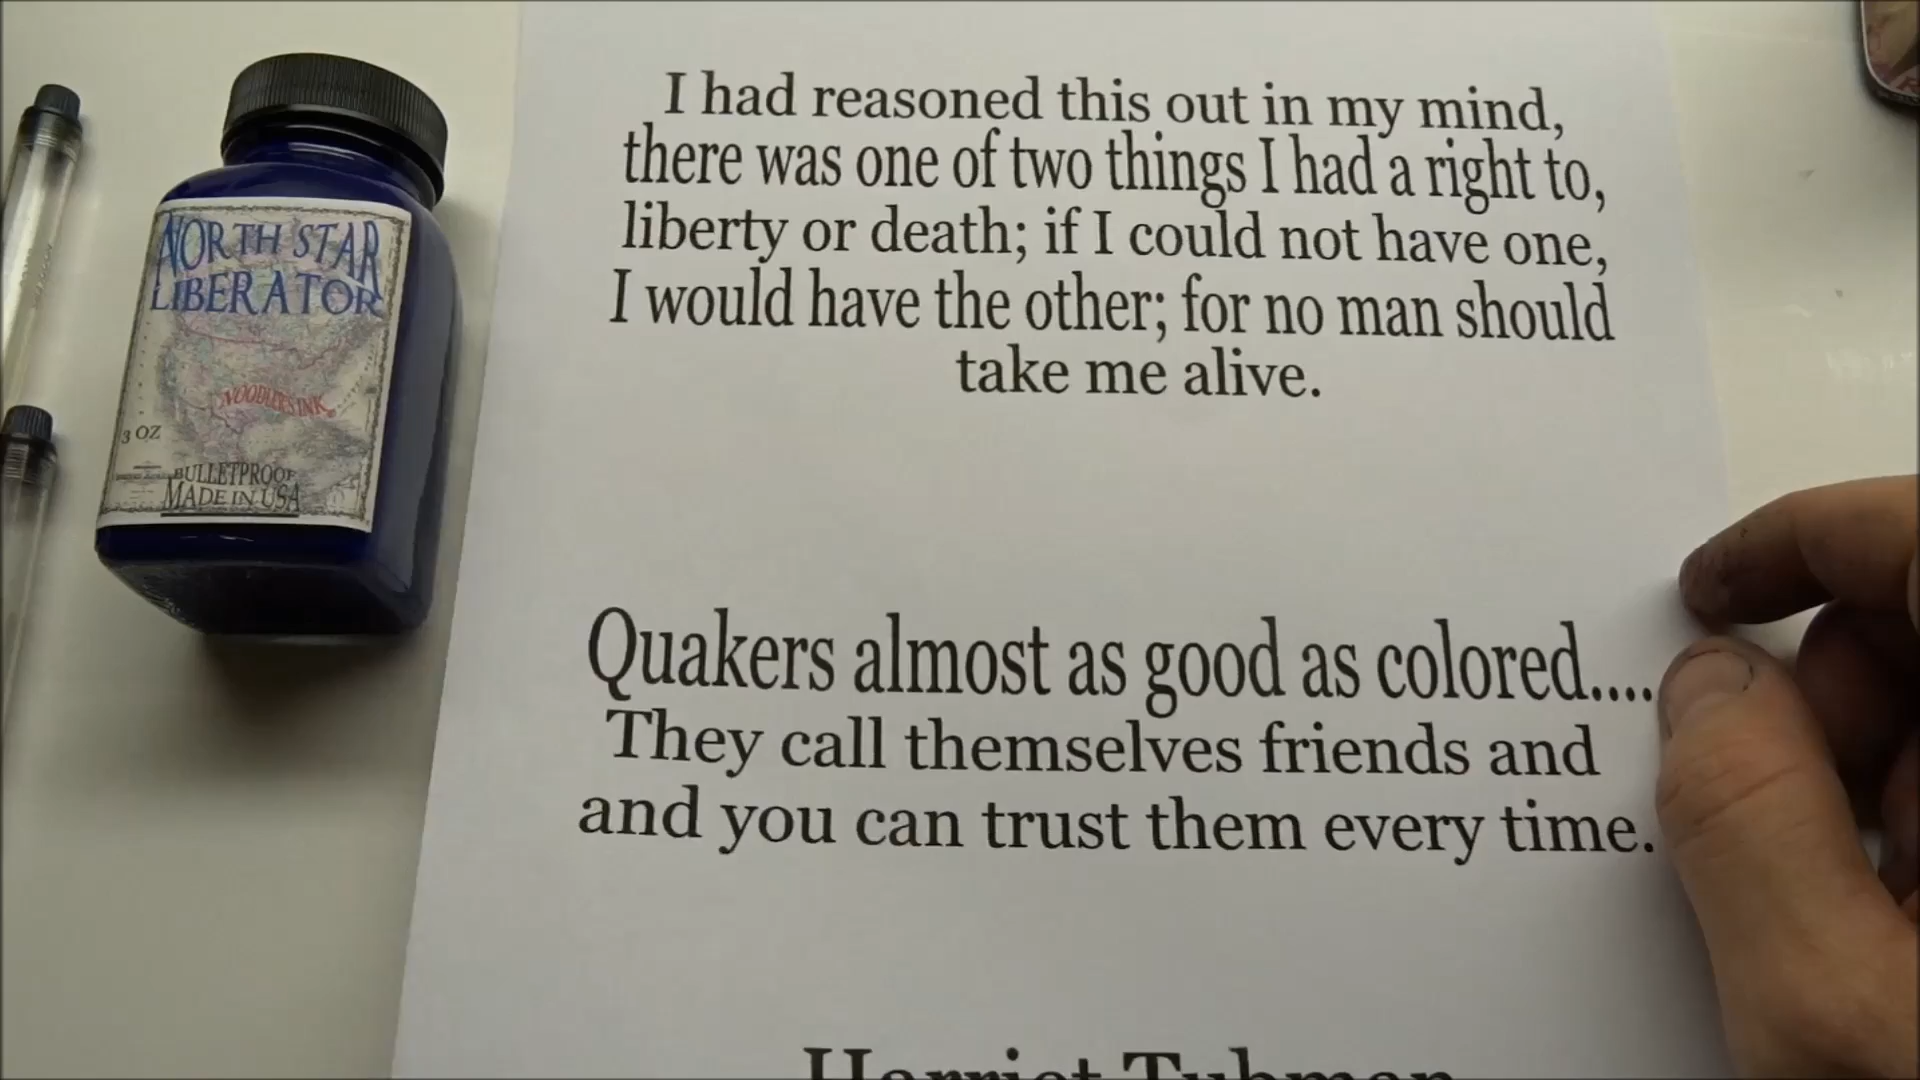 NORTH STAR
LIBERATOR
NOODLER'S INK
3 OZ
BULLETPROOF
MADE IN USA
I had reasoned this out in my mind,
there was one of two things I had a right to,
liberty or death; if I could not have one,
I would have the other; for no man should
take me alive.
Quakers almost as good as colored....
They call themselves friends and
and you can trust them every time.
Harriet Tubman